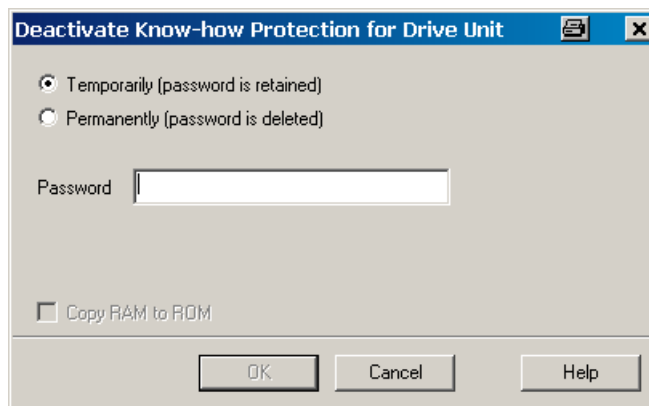 Deactivate Know-how Protection for Drive Unit
Temporarily (password is retained)
Permanently (password is deleted)
Password
Copy RAM to ROM
OK Cancel Help